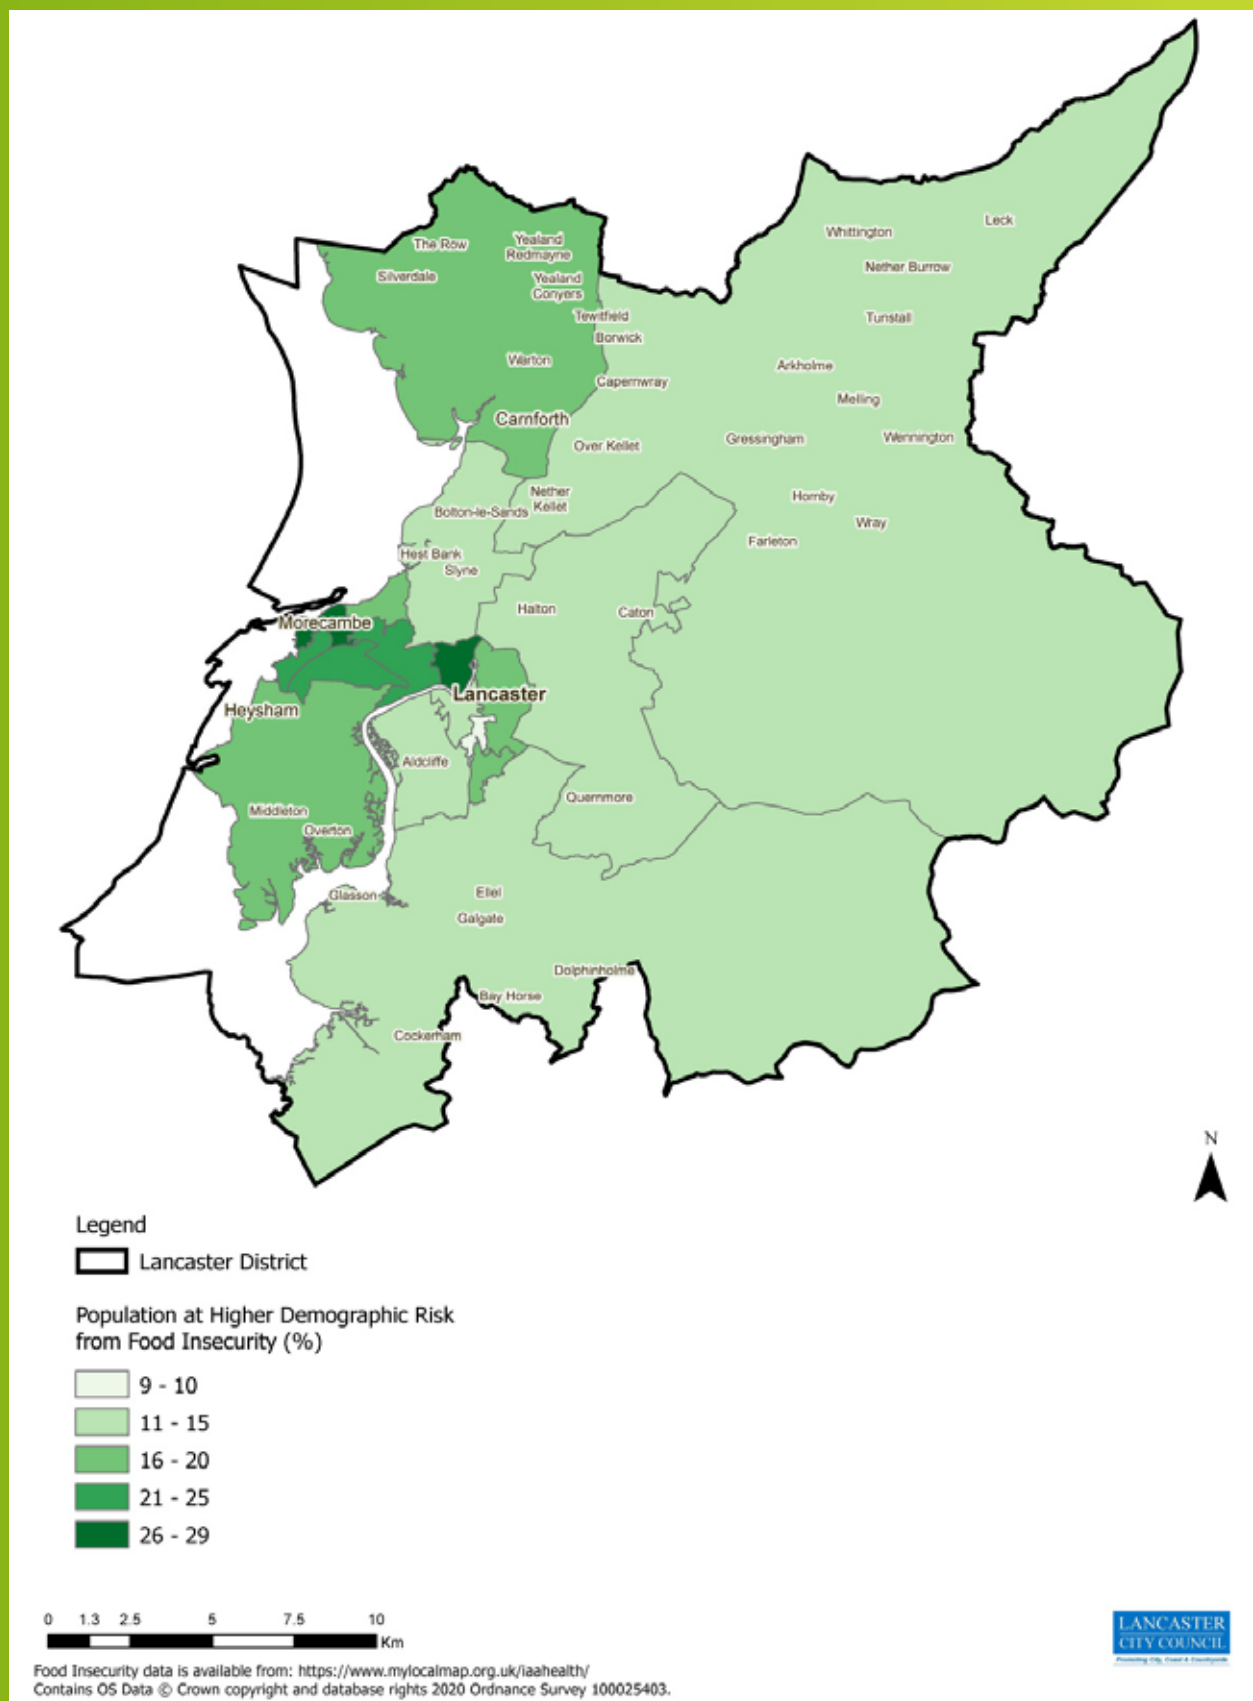 Leck
Whittington
The Row
Yealand
Redmayne
Nether Burrow
Silverdale
Yealand
Conyers
Tewitfield
Tunstall
Borwick
Warton
Arkholme
Capernwray
Melling
Carnforth
Gressingham
Wennington
Over Kellet
Nether
Kellet
Hornby
Bolton-le-Sands
Wray
Farleton
Hest Bank
Slyne
Halton
Caton
Morecambe
Lancaster
Heysham
Aldcliffe
Quernmore
Middleton
Overton
Glasson
Ellel
Galgate
Dolphinholme
Bay Horse
Cockerham
N
Legend
Lancaster District
Population at Higher Demographic Risk
from Food Insecurity (%)
9 - 10
11 - 15
16 - 20
21 - 25
26 - 29
0 1.3 2.5 5 7.5 10
Km
LANCASTER
CITY COUNCIL
Promoting City, Coast & Countryside
Food Insecurity data is available from: https://www.mylocalmap.org.uk/iaahealth/
Contains OS Data © Crown copyright and database rights 2020 Ordnance Survey 100025403.